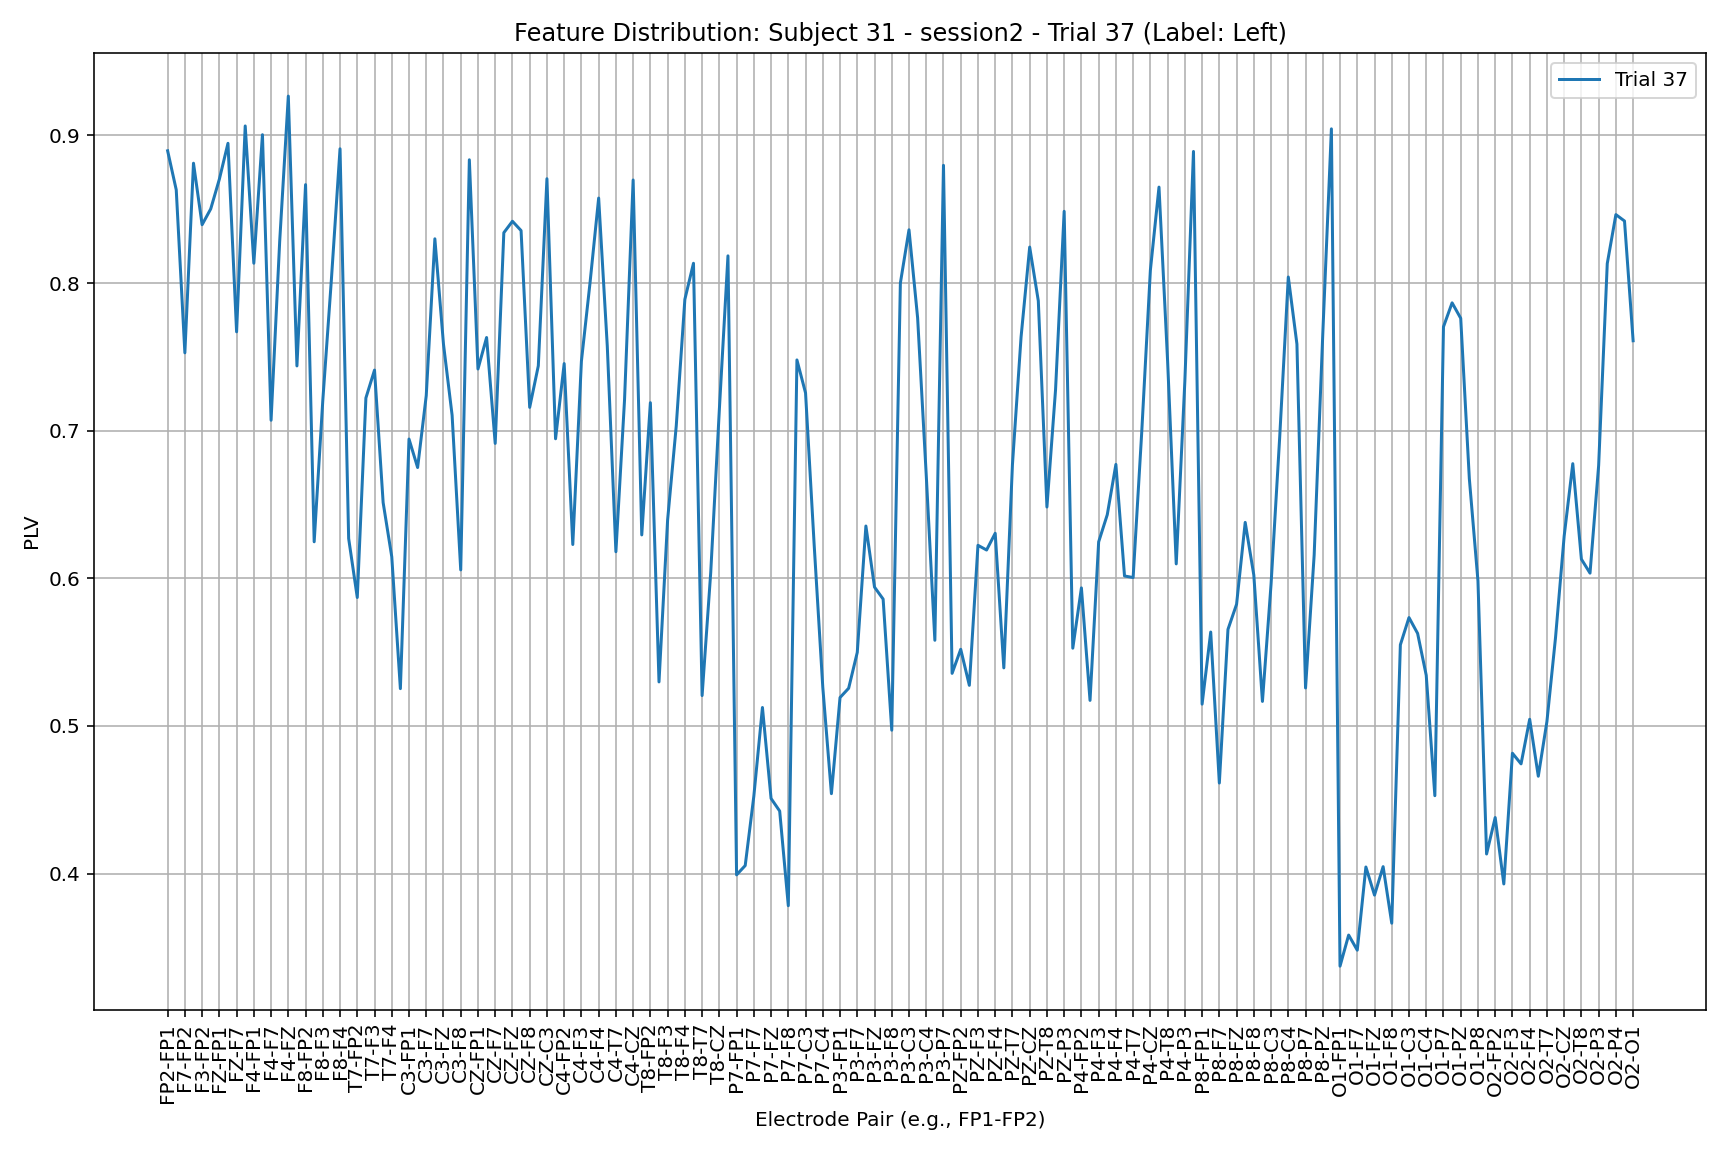 Feature Distribution: Subject 31 - session2 - Trial 37 (Label: Left)
Trial 37
PLV
0.9
0.8
0.7
0.6
0.5
0.4
FP2-FP1
F7-FP2
F3-FP2
FZ-FP1
FZ-F7
F4-FP1
F4-F7
F4-FZ
F8-FP2
F8-F3
F8-F4
T7-FP2
T7-F3
T7-F4
C3-FP1
C3-F7
C3-FZ
C3-F8
CZ-FP1
CZ-F7
CZ-FZ
CZ-F8
CZ-C3
C4-FP2
C4-F3
C4-F4
C4-T7
C4-CZ
T8-FP2
T8-F3
T8-F4
T8-T7
T8-CZ
P7-FP1
P7-F7
P7-FZ
P7-F8
P7-C3
P7-C4
P3-FP1
P3-F7
P3-FZ
P3-F8
P3-C3
P3-C4
P3-P7
PZ-FP2
PZ-F3
PZ-F4
PZ-T7
PZ-CZ
PZ-T8
PZ-P3
P4-FP2
P4-F3
P4-F4
P4-T7
P4-CZ
P4-T8
P4-P3
P8-FP1
P8-F7
P8-FZ
P8-F8
P8-C3
P8-C4
P8-P7
P8-PZ
O1-FP1
O1-F7
O1-FZ
O1-F8
O1-C3
O1-C4
O1-P7
O1-PZ
O1-P8
O2-FP2
O2-F3
O2-F4
O2-T7
O2-CZ
O2-T8
O2-P3
O2-P4
O2-O1
Electrode Pair (e.g., FP1-FP2)